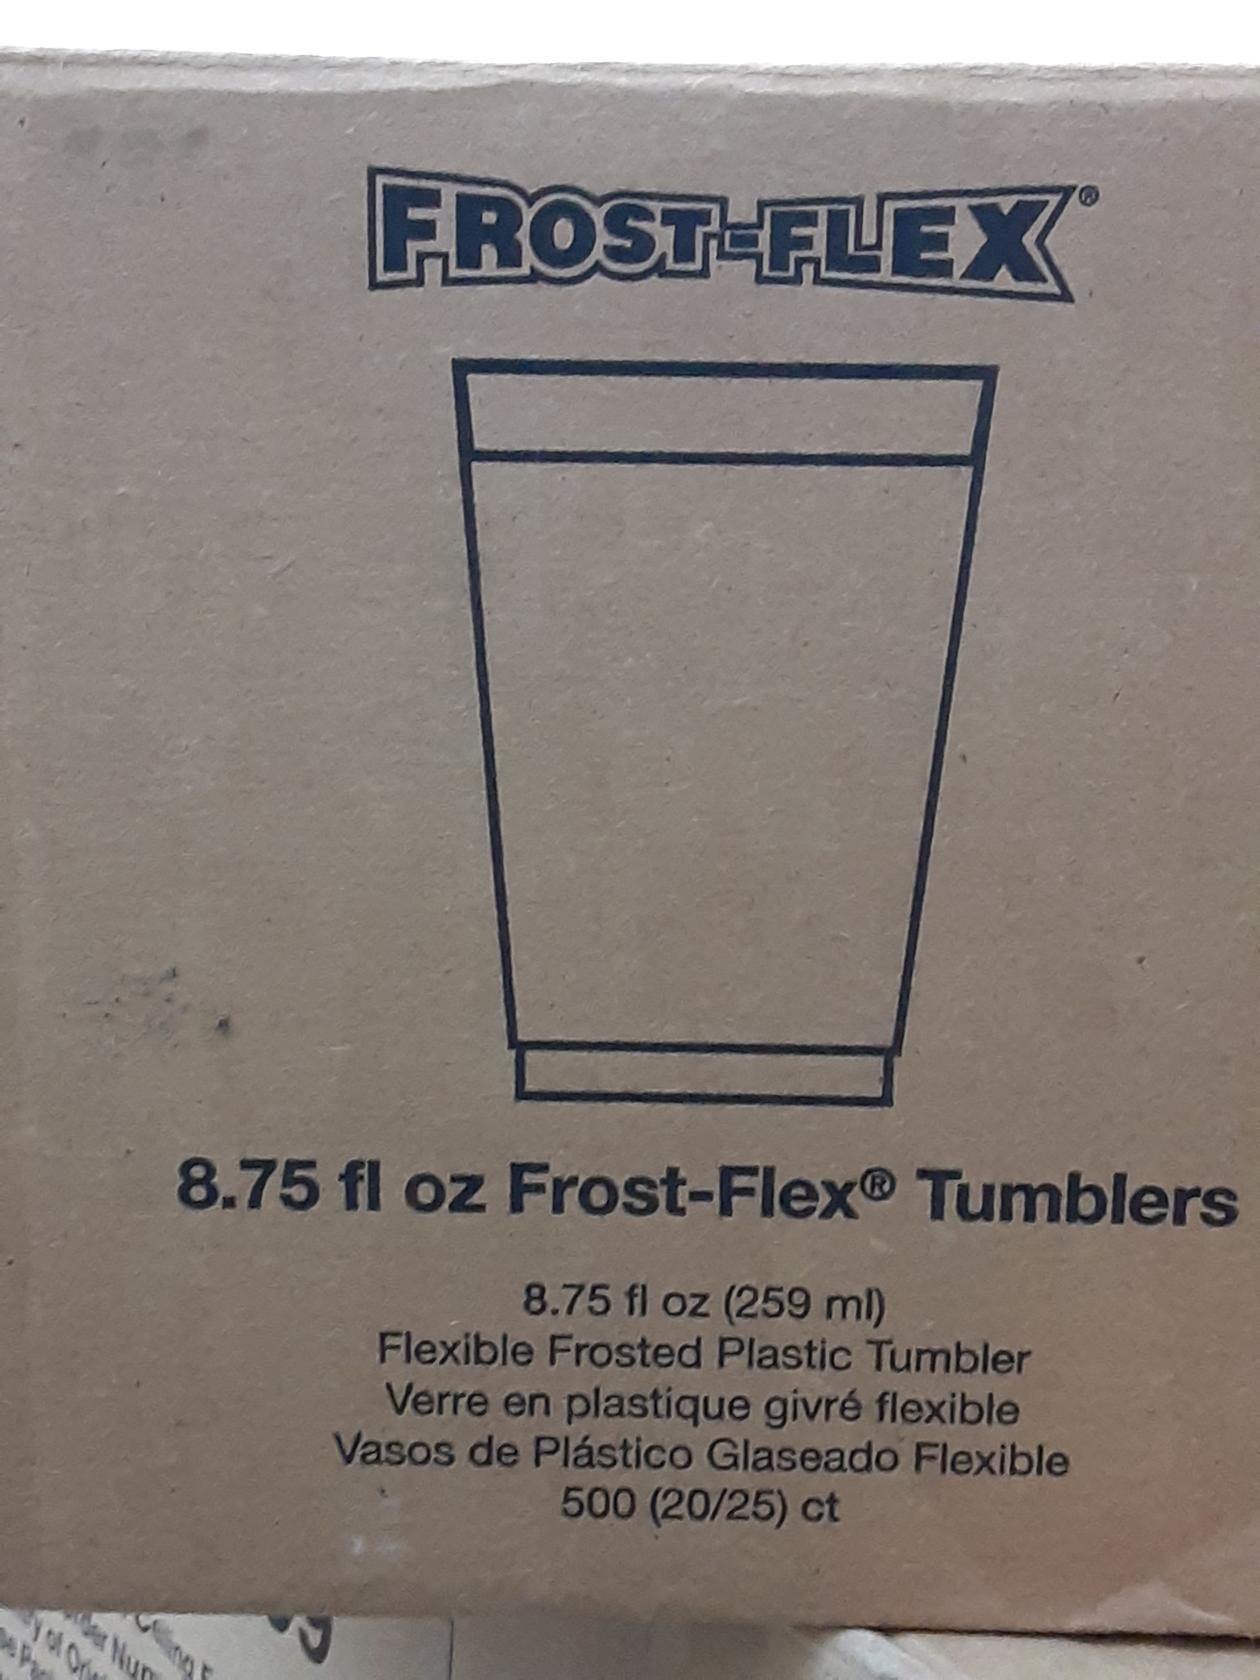 FROST-FLEX®
8.75 fl oz Frost-Flex® Tumblers
8.75 fl oz (259 ml)
Flexible Frosted Plastic Tumbler
Verre en plastique givré flexible
Vasos de Plástico Glaseado Flexible
500 (20/25) ct